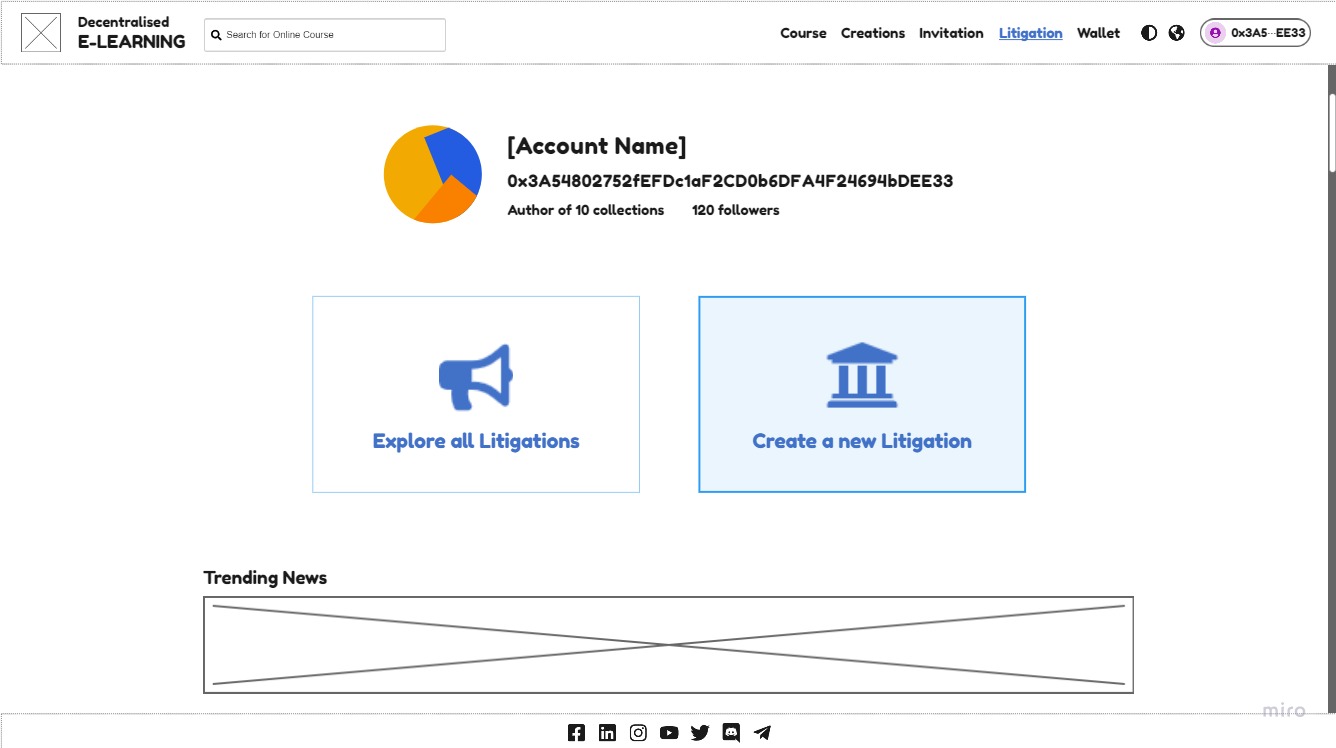 Decentralised
E-LEARNING
Search for Online Course
Course Creations Invitation Litigation Wallet
0x3A5···EE33
[Account Name]
0x3A54802752fEFDc1aF2CD0b6DFA4F24694bDEE33
Author of 10 collections 120 followers
Explore all Litigations
Create a new Litigation
Trending News
miro